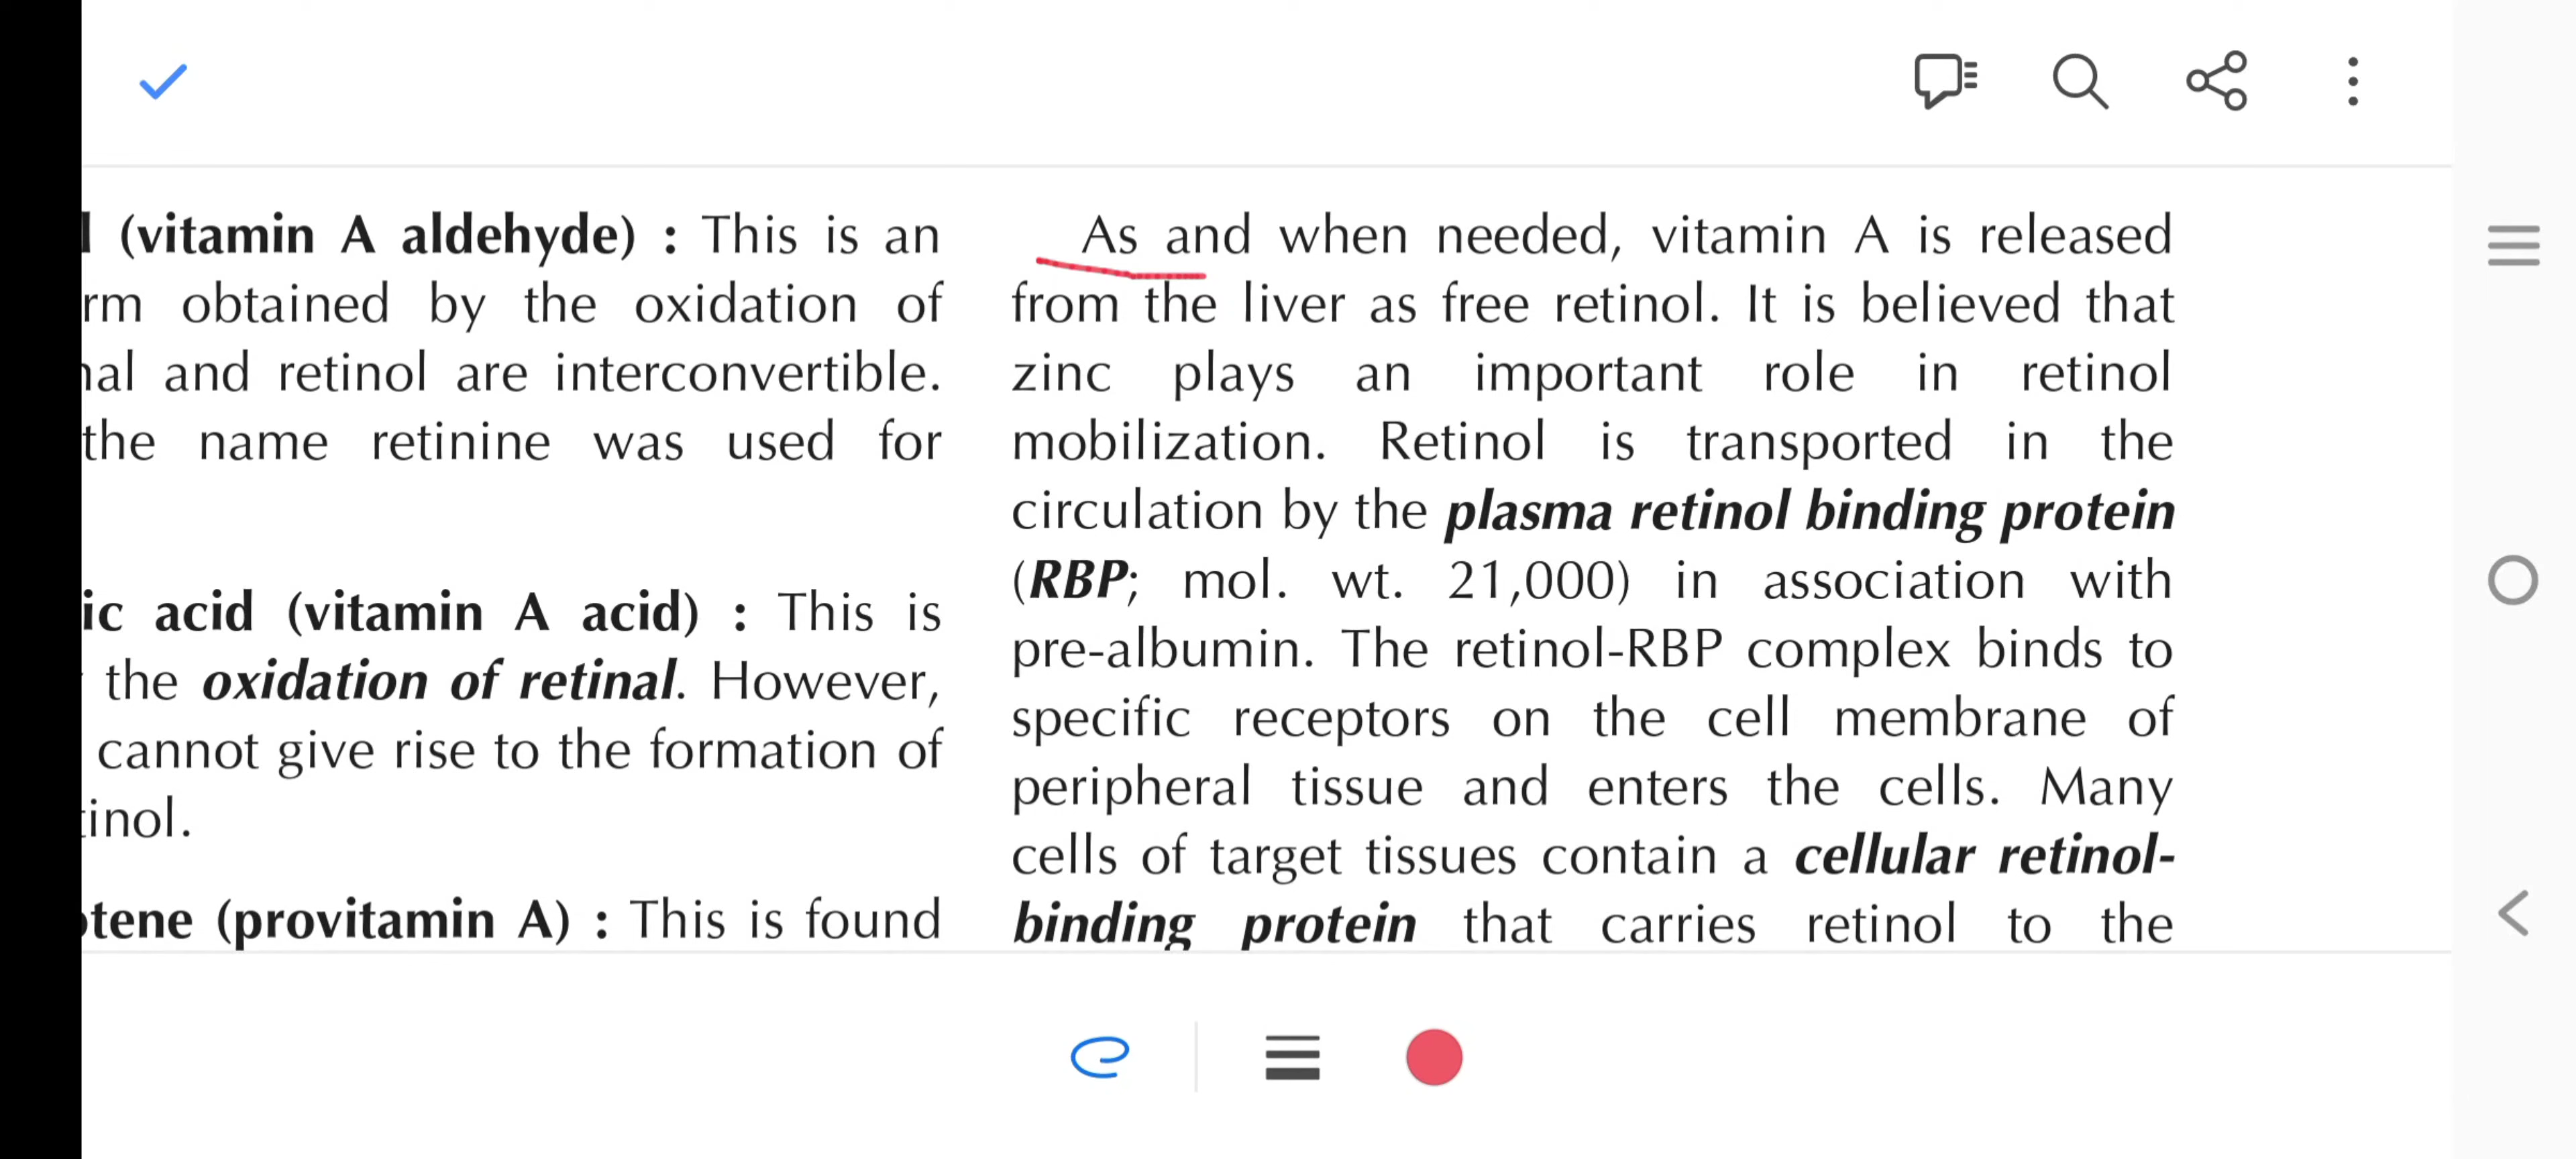 (vitamin A aldehyde) : This is an
obtained by the oxidation of
and retinol are interconvertible.
the name retinine was used for
acid (vitamin A acid) : This is
the oxidation of retinal. However,
cannot give rise to the formation of
(provitamin A) : This is found
As and when needed, vitamin A is released
from the liver as free retinol. It is believed that
zinc plays an important role in retinol
mobilization. Retinol is transported in the
circulation by the plasma retinol binding protein
(RBP; mol. wt. 21,000) in association with
pre-albumin. The retinol-RBP complex binds to
specific receptors on the cell membrane of
peripheral tissue and enters the cells. Many
cells of target tissues contain a cellular retinol-
binding protein that carries retinol to the